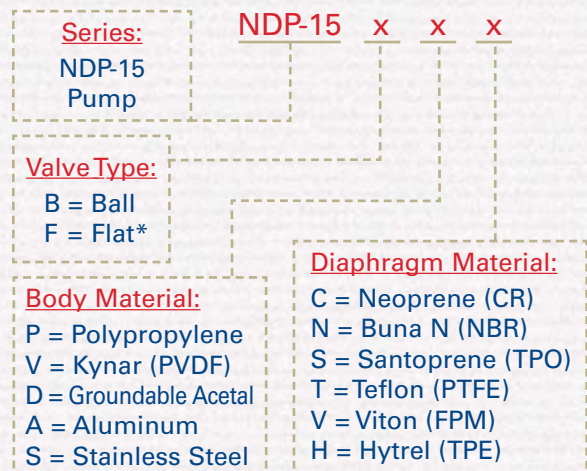 NDP-15 x x x
Series:
NDP-15
Pump
Valve Type:
B = Ball
F = Flat*
Body Material:
P = Polypropylene
V = Kynar (PVDF)
D = Groundable Acetal
A = Aluminum
S = Stainless Steel
Diaphragm Material:
C = Neoprene (CR)
N = Buna N (NBR)
S = Santoprene (TPO)
T = Teflon (PTFE)
V = Viton (FPM)
H = Hytrel (TPE)